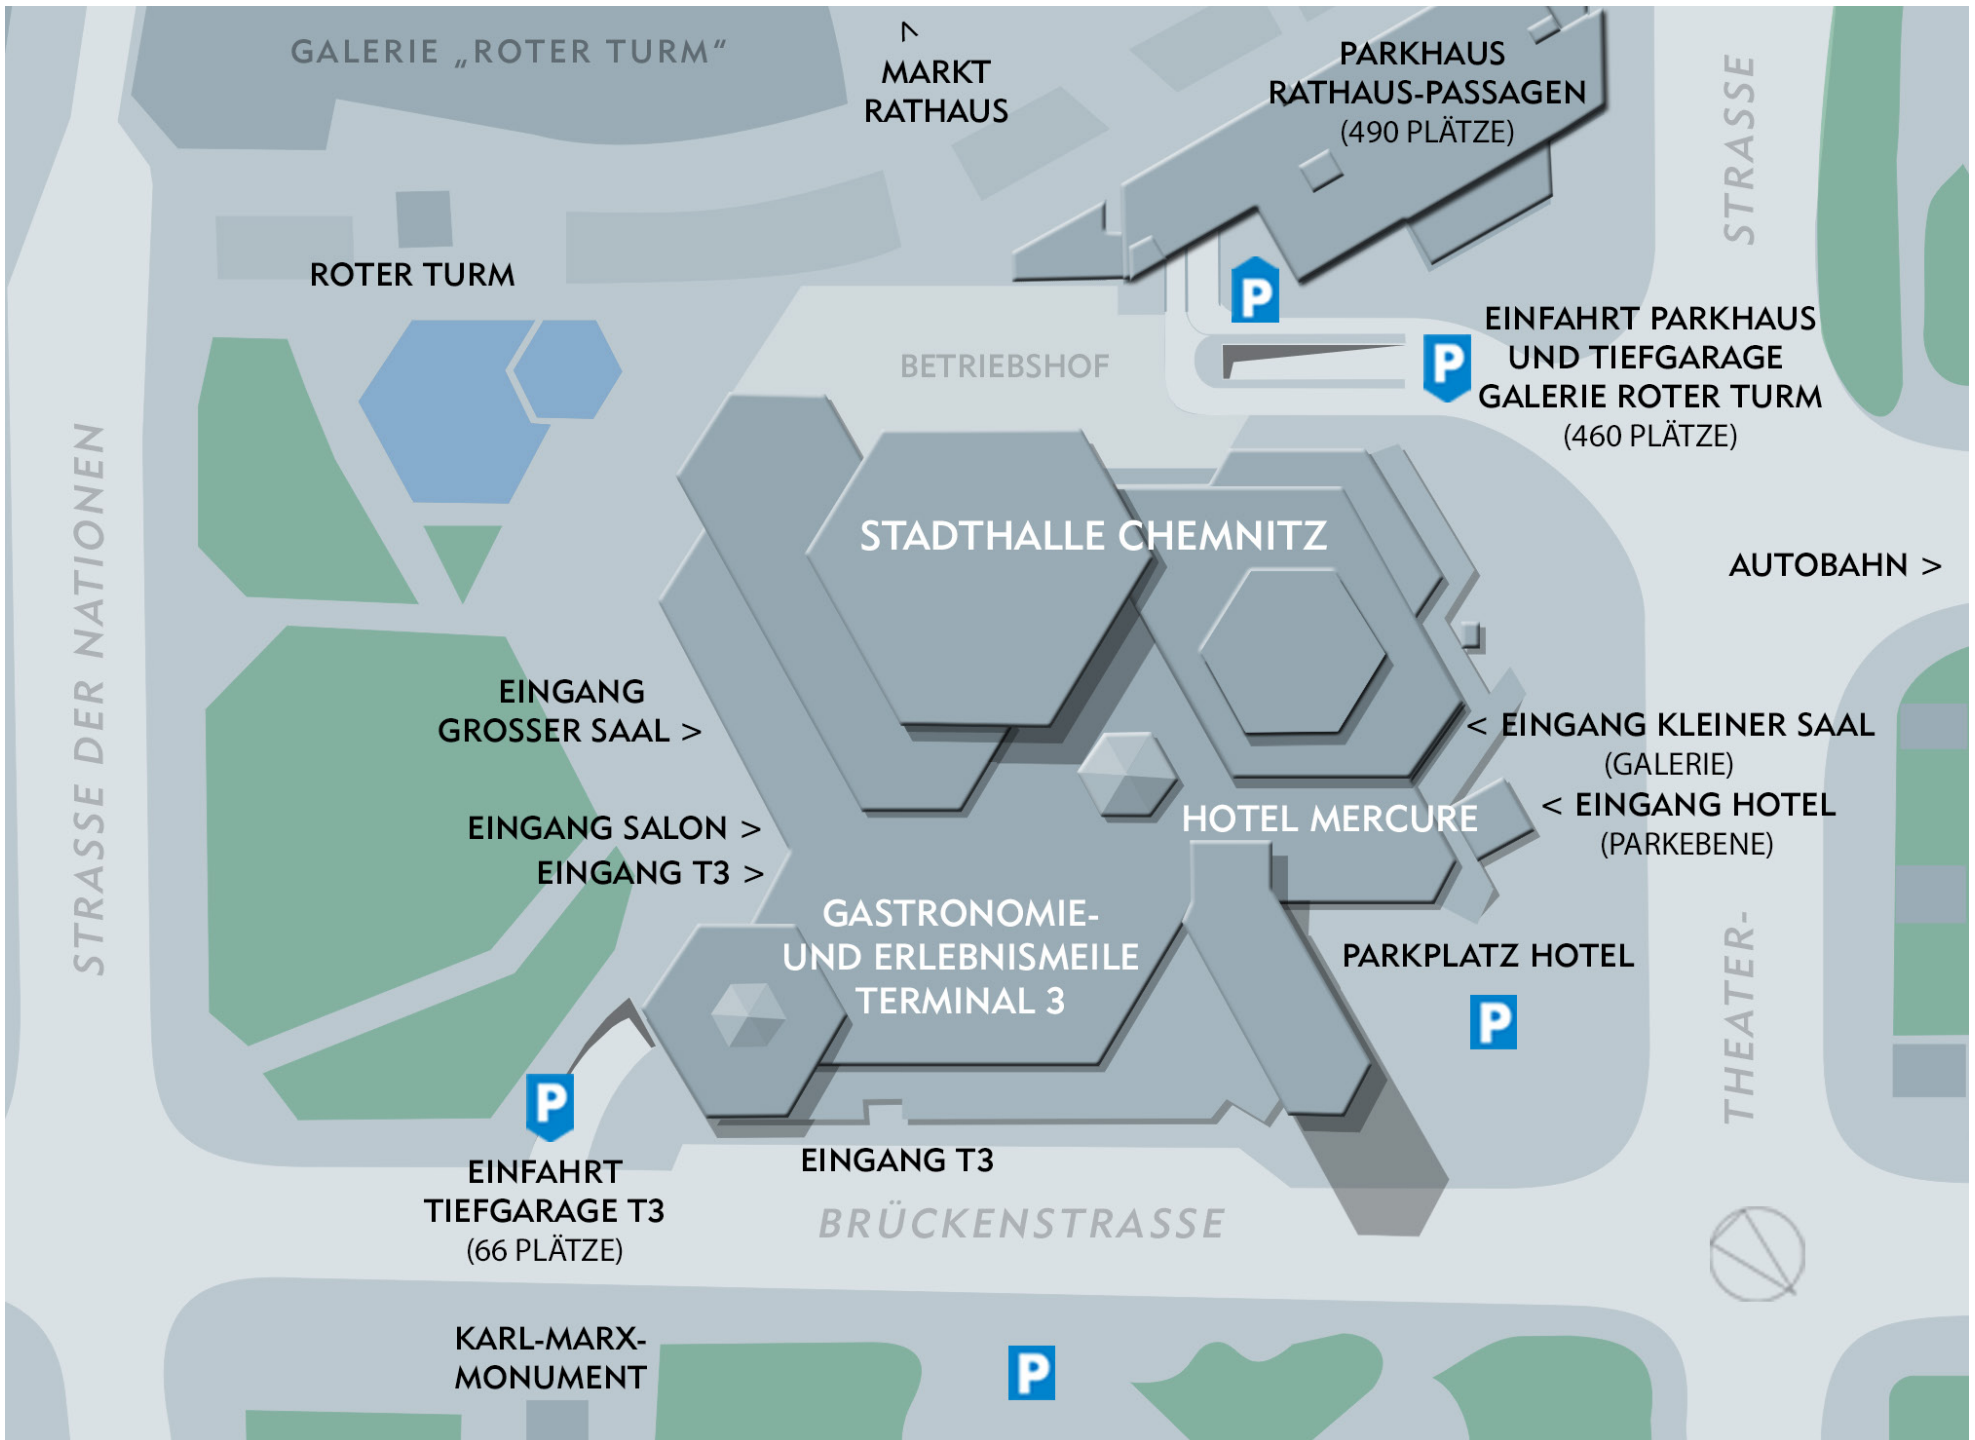 GALERIE „ROTER TURM“
^
MARKT
RATHAUS
PARKHAUS
RATHAUS-PASSAGEN
(490 PLÄTZE)
STRASSE
ROTER TURM
P
EINFAHRT PARKHAUS
UND TIEFGARAGE
GALERIE ROTER TURM
(460 PLÄTZE)
P
BETRIEBSHOF
STRASSE DER NATIONEN
STADTHALLE CHEMNITZ
AUTOBAHN >
EINGANG
GROSSER SAAL >
< EINGANG KLEINER SAAL
(GALERIE)
< EINGANG HOTEL
(PARKEBENE)
HOTEL MERCURE
EINGANG SALON >
EINGANG T3 >
GASTRONOMIE-
UND ERLEBNISMEILE
TERMINAL 3
PARKPLATZ HOTEL
P
THEATER-
P
EINFAHRT
TIEFGARAGE T3
(66 PLÄTZE)
EINGANG T3
BRÜCKENSTRASSE
KARL-MARX-
MONUMENT
P